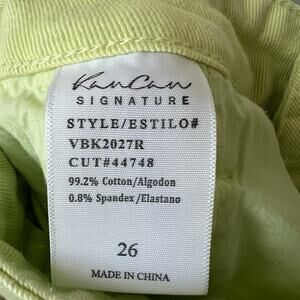 KanCan
SIGNATURE
STYLE/ESTILO#
VBK2027R
CUT#44748
99.2% Cotton/Algodon
0.8% Spandex/Elastano
26
MADE IN CHINA